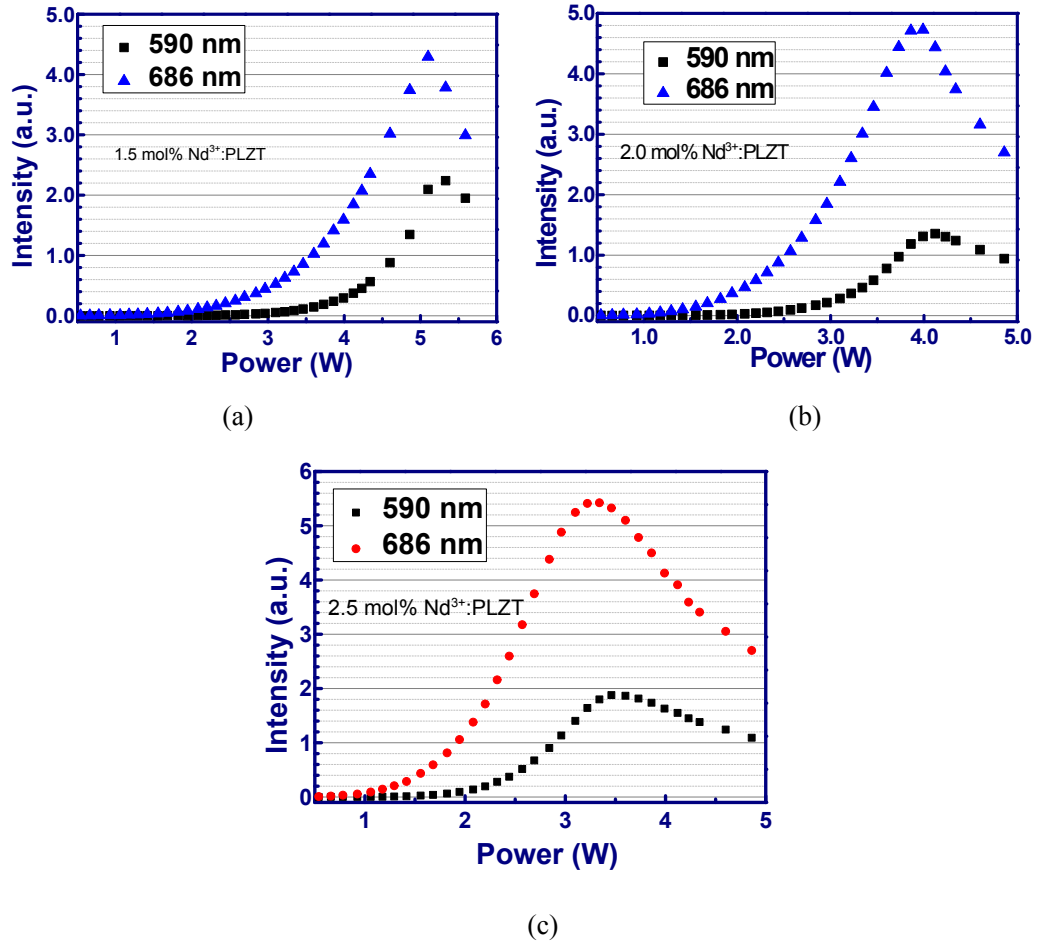 5.0
4.0
3.0
2.0
1.0
0.0
Intensity (a.u.)
590 nm
686 nm
1.5 mol% Nd³⁺:PLZT
1 2 3 4 5 6
Power (W)
(a)
5.0
4.0
3.0
2.0
1.0
0.0
Intensity (a.u.)
590 nm
686 nm
2.0 mol% Nd³⁺:PLZT
1.0 2.0 3.0 4.0 5.0
Power (W)
(b)
6
5
4
3
2
1
0
Intensity (a.u.)
590 nm
686 nm
2.5 mol% Nd³⁺:PLZT
1 2 3 4 5
Power (W)
(c)